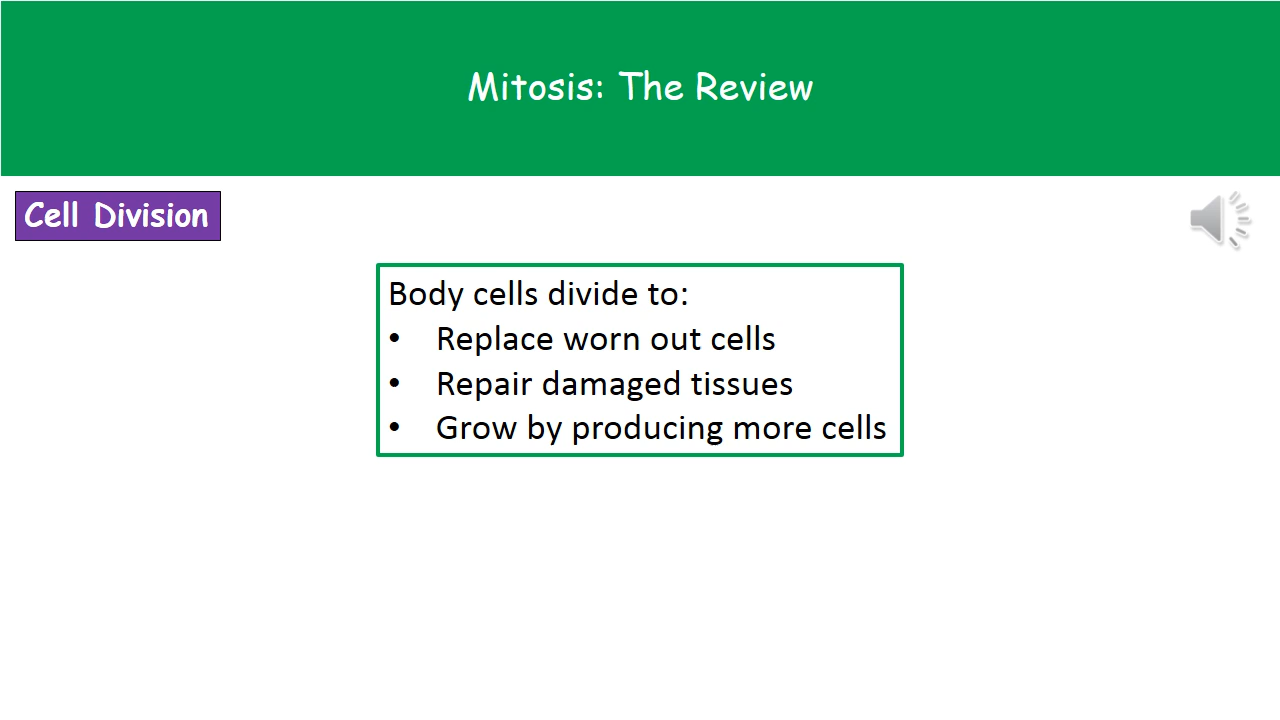 Mitosis: The Review
Cell Division
Body cells divide to:
• Replace worn out cells
• Repair damaged tissues
• Grow by producing more cells